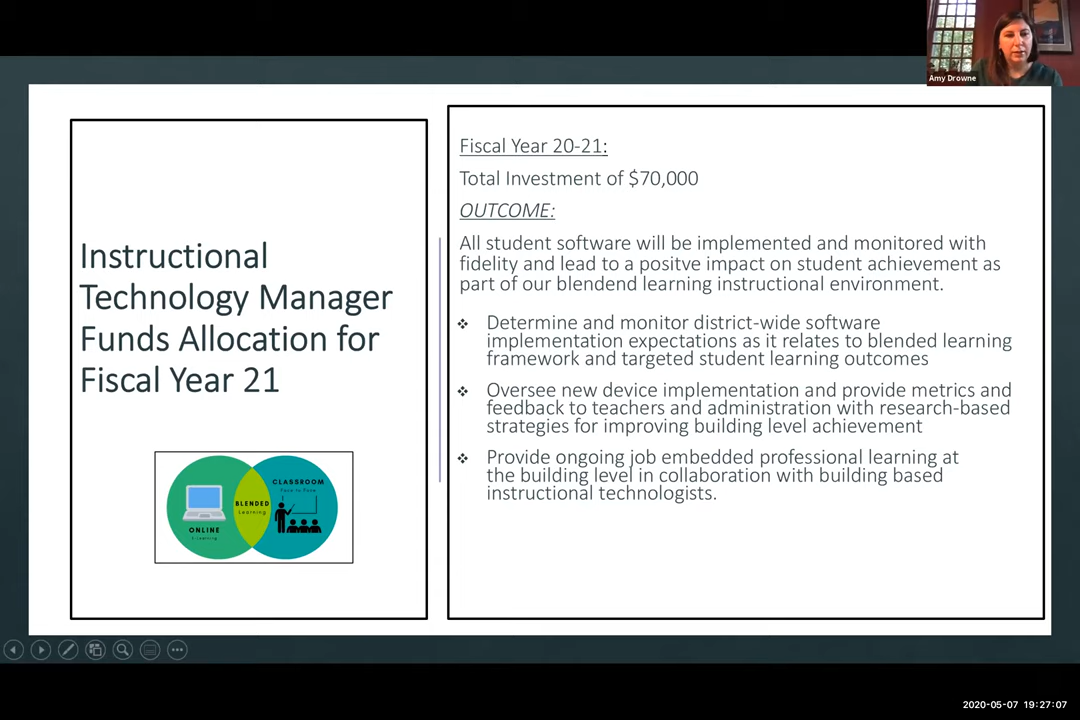 Amy Drowne
Instructional
Technology Manager
Funds Allocation for
Fiscal Year 21
CLASSROOM
Face to Face
BLENDED
Learning
ONLINE
E-Learning
Fiscal Year 20-21:
Total Investment of $70,000
OUTCOME:
All student software will be implemented and monitored with
fidelity and lead to a positve impact on student achievement as
part of our blendend learning instructional environment.
❖ Determine and monitor district-wide software
implementation expectations as it relates to blended learning
framework and targeted student learning outcomes
❖ Oversee new device implementation and provide metrics and
feedback to teachers and administration with research-based
strategies for improving building level achievement
❖ Provide ongoing job embedded professional learning at
the building level in collaboration with building based
instructional technologists.
2020-05-07 19:27:07